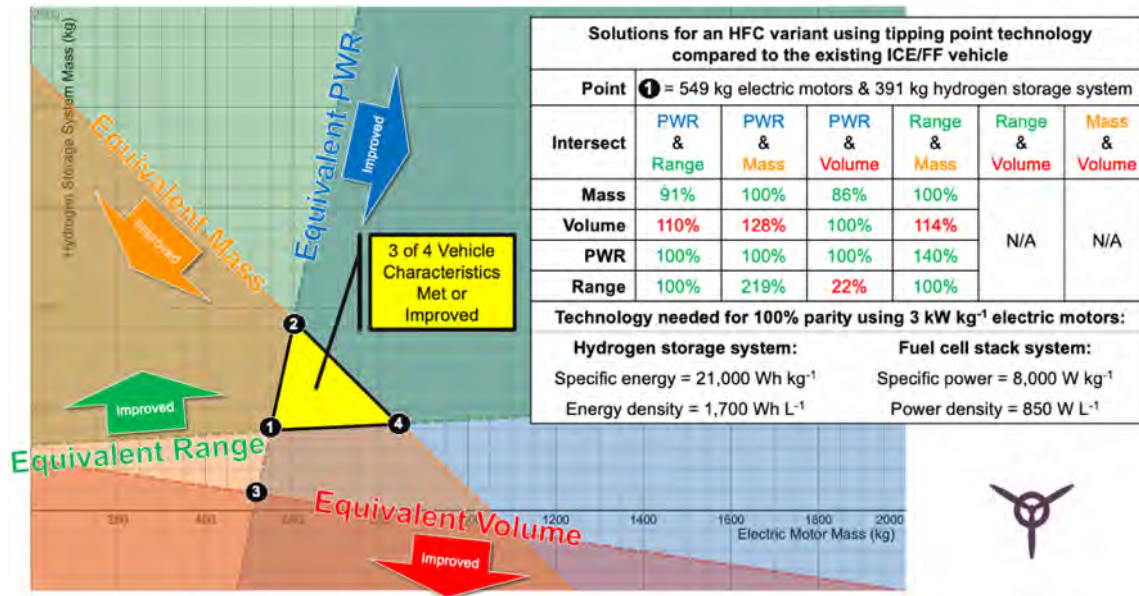 2000
Hydrogen Storage System Mass (kg)
Equivalent Mass
Improved
Equivalent PWR
Improved
3 of 4 Vehicle
Characteristics
Met or
Improved
2
1
4
3
Improved
Equivalent Range
Equivalent Volume
Improved
200
400
600
1000
1200
1400
1600
1800
2000
Electric Motor Mass (kg)
Solutions for an HFC variant using tipping point technology
compared to the existing ICE/FF vehicle
Point 1 = 549 kg electric motors & 391 kg hydrogen storage system
Intersect PWR & Range PWR & Mass PWR & Volume Range & Mass Range & Volume Mass & Volume
Mass 91% 100% 86% 100%
Volume 110% 128% 100% 114% N/A N/A
PWR 100% 100% 100% 140%
Range 100% 219% 22% 100%
Technology needed for 100% parity using 3 kW kg⁻¹ electric motors:
Hydrogen storage system: Fuel cell stack system:
Specific energy = 21,000 Wh kg⁻¹ Specific power = 8,000 W kg⁻¹
Energy density = 1,700 Wh L⁻¹ Power density = 850 W L⁻¹